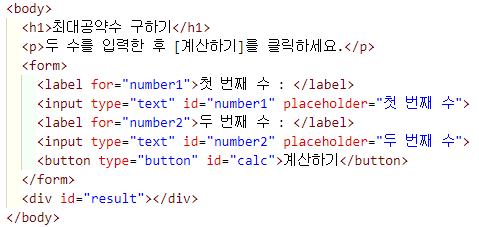 <body>
<h1>최대공약수 구하기</h1>
<p>두 수를 입력한 후 [계산하기]를 클릭하세요.</p>
<form>
<label for="number1">첫 번째 수 : </label>
<input type="text" id="number1" placeholder="첫 번째 수">
<label for="number2">두 번째 수 : </label>
<input type="text" id="number2" placeholder="두 번째 수">
<button type="button" id="calc">계산하기</button>
</form>
<div id="result"></div>
</body>